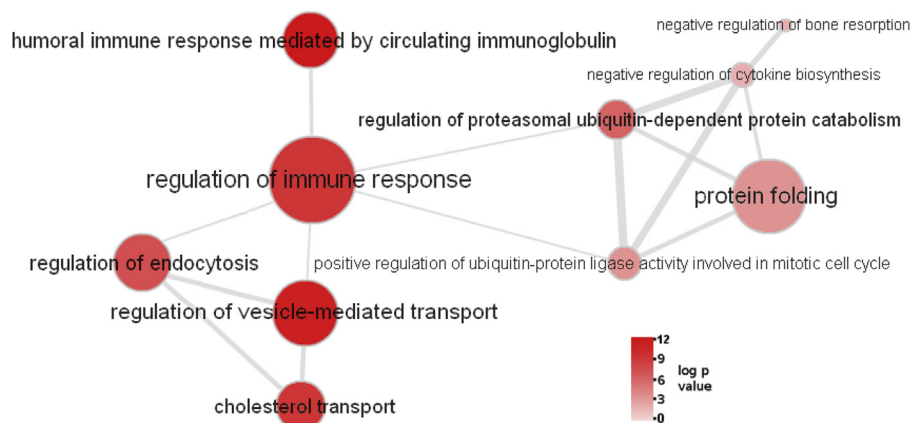 humoral immune response mediated by circulating immunoglobulin
negative regulation of bone resorption
negative regulation of cytokine biosynthesis
regulation of proteasomal ubiquitin-dependent protein catabolism
regulation of immune response
protein folding
regulation of endocytosis
positive regulation of ubiquitin-protein ligase activity involved in mitotic cell cycle
regulation of vesicle-mediated transport
cholesterol transport
12
9
6
3
0
log p
value